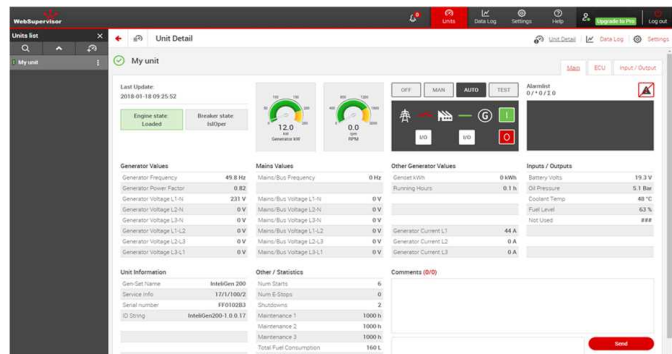 WebSupervisor
Units
Data Log
Settings
Help
Upgrade to Pro
Log out
Units list
Unit Detail
Unit Detail
Data Log
Settings
My unit
My unit
Main
ECU
Input / Output
Last Update:
2018-01-18 09:25:52
Engine state:
Loaded
Breaker state:
IslOper
12.0
kW
Generator kW
0.0
rpm
RPM
OFF
MAN
AUTO
TEST
G
I
I/O
I/O
O
Alarmlist
0 / * 0 / Σ 0
Generator Values
Generator Frequency 49.8 Hz
Generator Power Factor 0.82
Generator Voltage L1-N 231 V
Generator Voltage L2-N 0 V
Generator Voltage L3-N 0 V
Generator Voltage L1-L2 0 V
Generator Voltage L2-L3 0 V
Generator Voltage L3-L1 0 V
Mains Values
Mains/Bus Frequency 0 Hz
Mains/Bus Voltage L1-N 0 V
Mains/Bus Voltage L2-N 0 V
Mains/Bus Voltage L3-N 0 V
Mains/Bus Voltage L1-L2 0 V
Mains/Bus Voltage L2-L3 0 V
Mains/Bus Voltage L3-L1 0 V
Other Generator Values
Genset kWh 0 kWh
Running Hours 0.1 h
Generator Current L1 44 A
Generator Current L2 0 A
Generator Current L3 0 A
Inputs / Outputs
Battery Volts 19.3 V
Oil Pressure 5.1 Bar
Coolant Temp 48 °C
Fuel Level 63 %
Not Used ###
Unit Information
Gen-Set Name InteliGen 200
Service Info 17/1/100/2
Serial number FF0102B3
ID String InteliGen200-1.0.0.17
Other / Statistics
Num Starts 6
Num E-Stops 0
Shutdowns 2
Maintenance 1 1000 h
Maintenance 2 1000 h
Maintenance 3 1000 h
Total Fuel Consumption 160 L
Comments (0/0)
Send